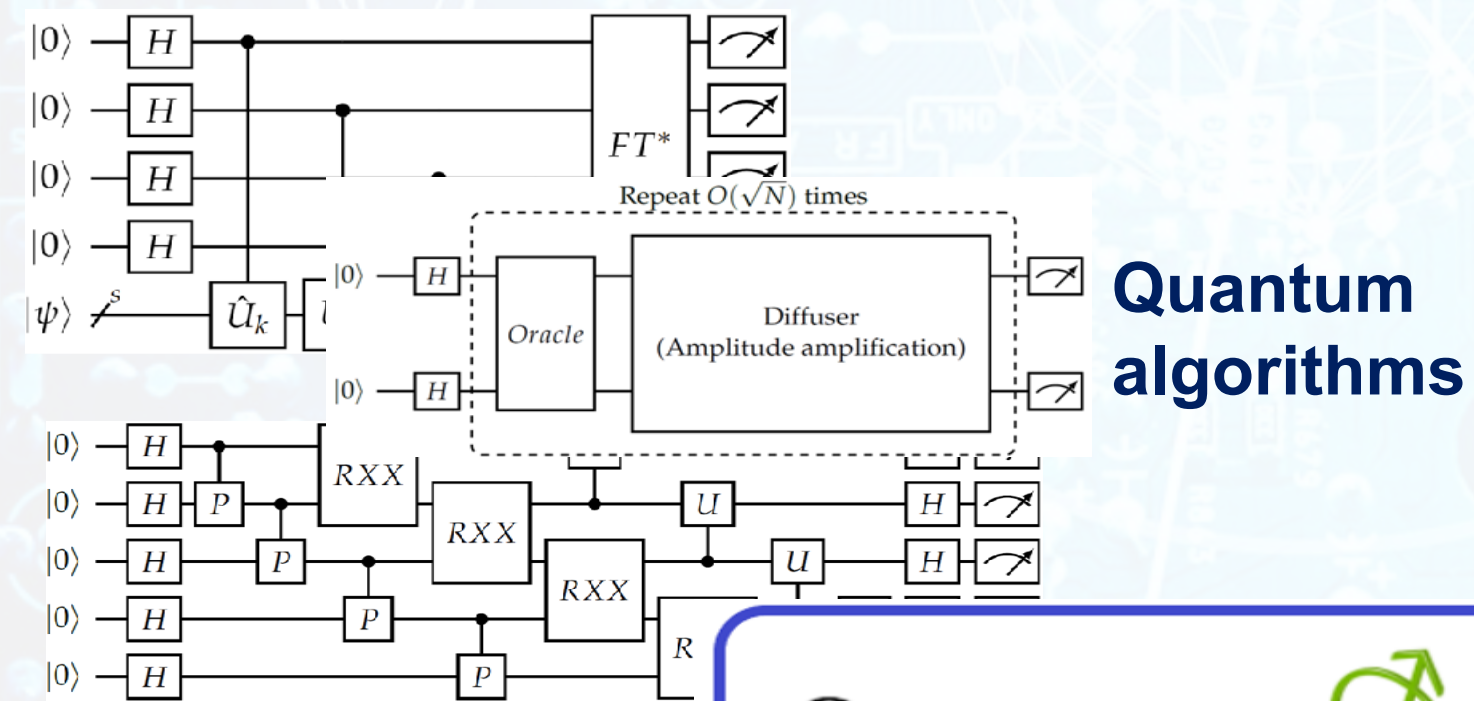 |0⟩ H
|0⟩ H
FT*
|0⟩ H
|0⟩ H
|ψ⟩ s Û_k
Repeat O(√N) times
|0⟩ H
Oracle
Diffuser
(Amplitude amplification)
|0⟩ H
Quantum
algorithms
|0⟩ H
RXX
|0⟩ H P U H
RXX
|0⟩ H P U H
RXX
|0⟩ H P
R
|0⟩ H P